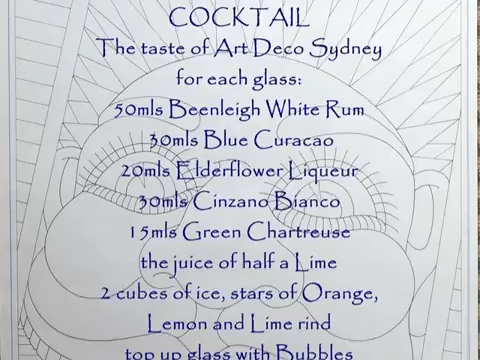 COCKTAIL
The taste of Art Deco Sydney
for each glass:
50mls Beenleigh White Rum
30mls Blue Curacao
20mls Elderflower Liqueur
30mls Cinzano Bianco
15mls Green Chartreuse
the juice of half a Lime
2 cubes of ice, stars of Orange,
Lemon and Lime rind
top up glass with Bubbles